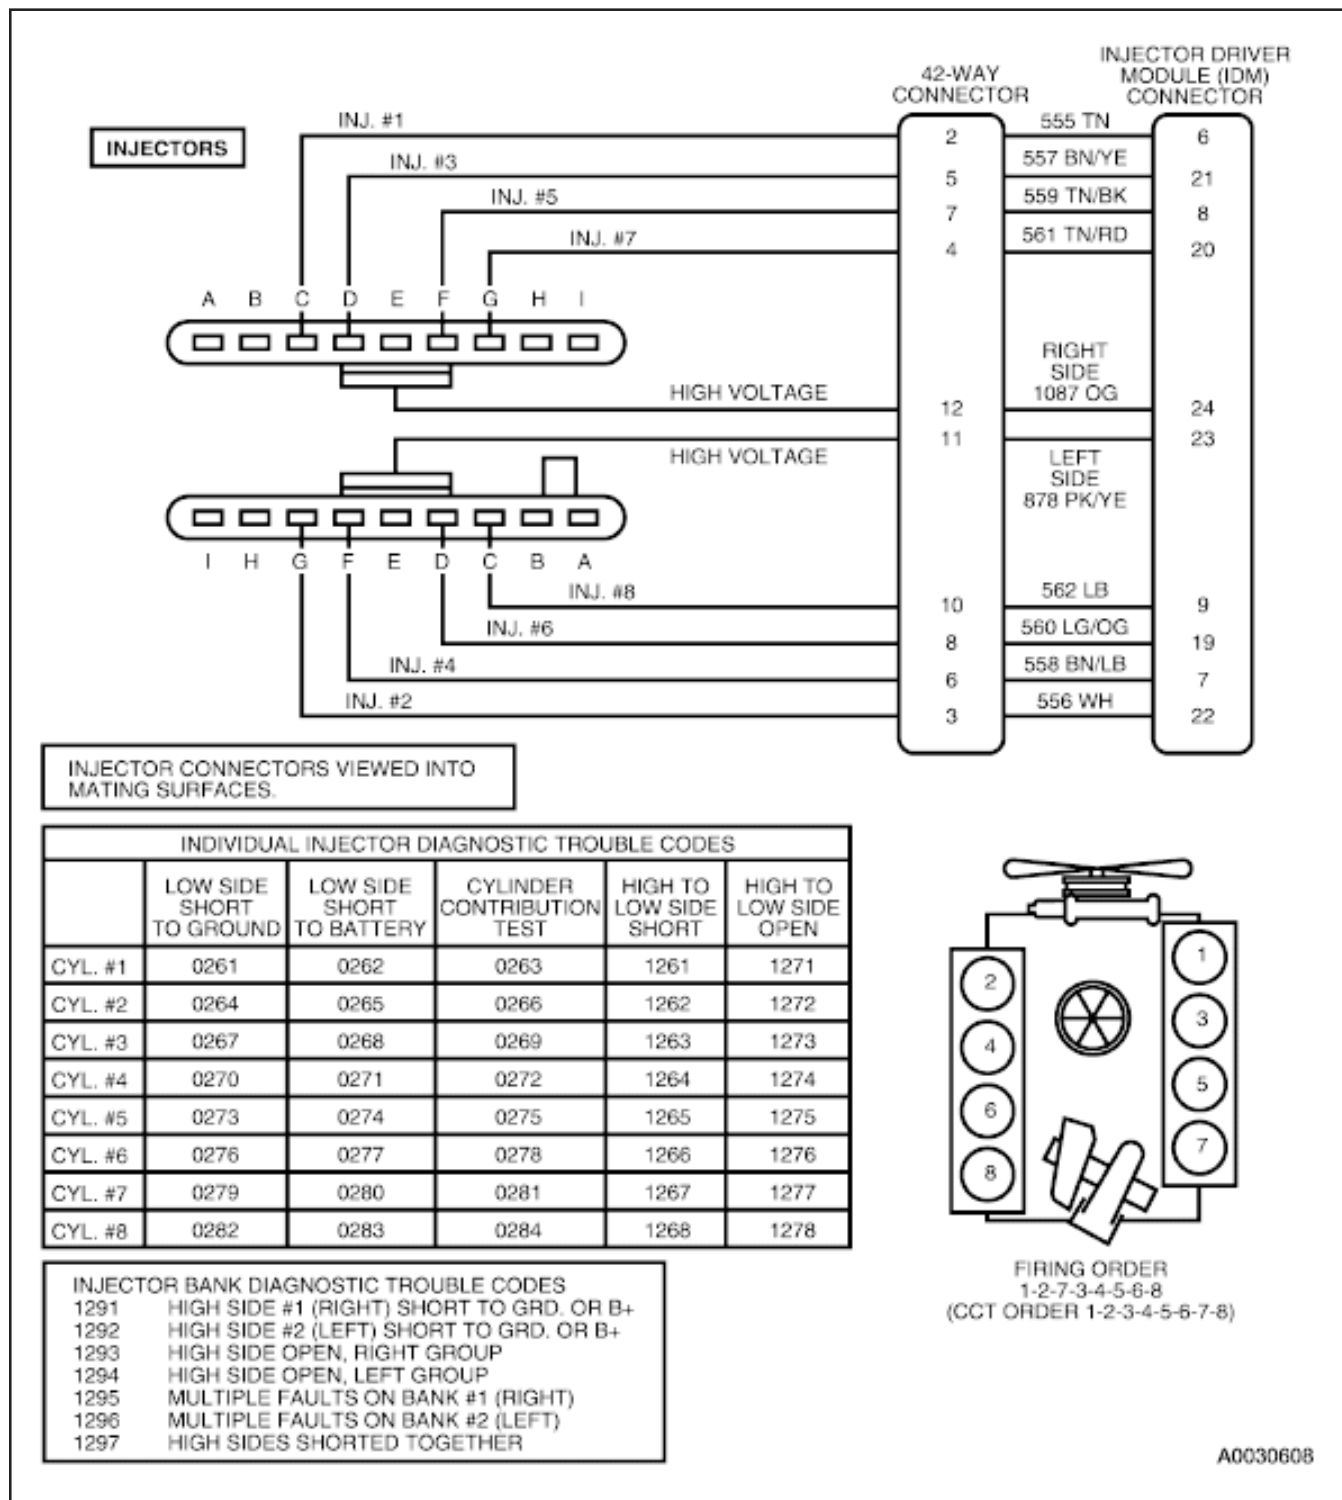 INJECTORS
42-WAY
CONNECTOR
INJECTOR DRIVER
MODULE (IDM)
CONNECTOR
INJ. #1 2 555 TN 6
INJ. #3 5 557 BN/YE 21
INJ. #5 7 559 TN/BK 8
INJ. #7 4 561 TN/RD 20
A B C D E F G H I
RIGHT
SIDE
1087 OG
HIGH VOLTAGE 12 24
11 23
HIGH VOLTAGE
LEFT
SIDE
878 PK/YE
I H G F E D C B A
INJ. #8 10 562 LB 9
INJ. #6 8 560 LG/OG 19
INJ. #4 6 558 BN/LB 7
INJ. #2 3 556 WH 22
INJECTOR CONNECTORS VIEWED INTO
MATING SURFACES.
INDIVIDUAL INJECTOR DIAGNOSTIC TROUBLE CODES
LOW SIDE SHORT TO GROUND LOW SIDE SHORT TO BATTERY CYLINDER CONTRIBUTION TEST HIGH TO LOW SIDE SHORT HIGH TO LOW SIDE OPEN
CYL. #1 0261 0262 0263 1261 1271
CYL. #2 0264 0265 0266 1262 1272
CYL. #3 0267 0268 0269 1263 1273
CYL. #4 0270 0271 0272 1264 1274
CYL. #5 0273 0274 0275 1265 1275
CYL. #6 0276 0277 0278 1266 1276
CYL. #7 0279 0280 0281 1267 1277
CYL. #8 0282 0283 0284 1268 1278
INJECTOR BANK DIAGNOSTIC TROUBLE CODES
1291 HIGH SIDE #1 (RIGHT) SHORT TO GRD. OR B+
1292 HIGH SIDE #2 (LEFT) SHORT TO GRD. OR B+
1293 HIGH SIDE OPEN, RIGHT GROUP
1294 HIGH SIDE OPEN, LEFT GROUP
1295 MULTIPLE FAULTS ON BANK #1 (RIGHT)
1296 MULTIPLE FAULTS ON BANK #2 (LEFT)
1297 HIGH SIDES SHORTED TOGETHER
2 1
4 3
6 5
8 7
FIRING ORDER
1-2-7-3-4-5-6-8
(CCT ORDER 1-2-3-4-5-6-7-8)
A0030608